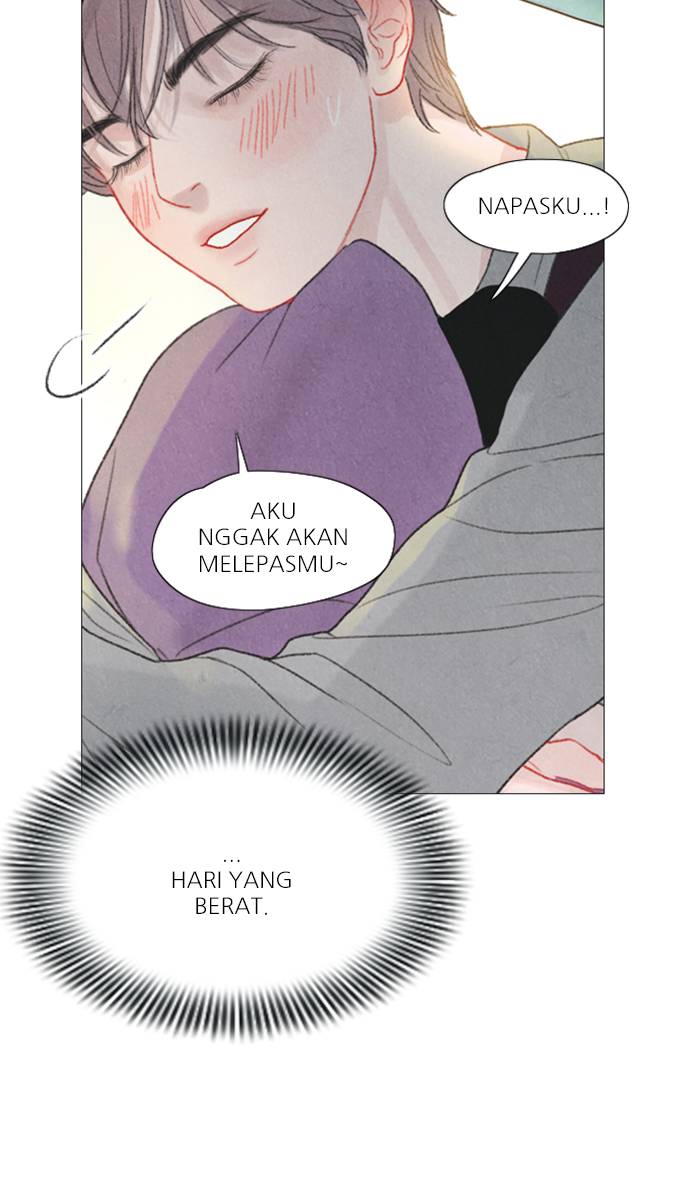 NAPASKU...!
AKU
NGGAK AKAN
MELEPASMU~
...
HARI YANG
BERAT.